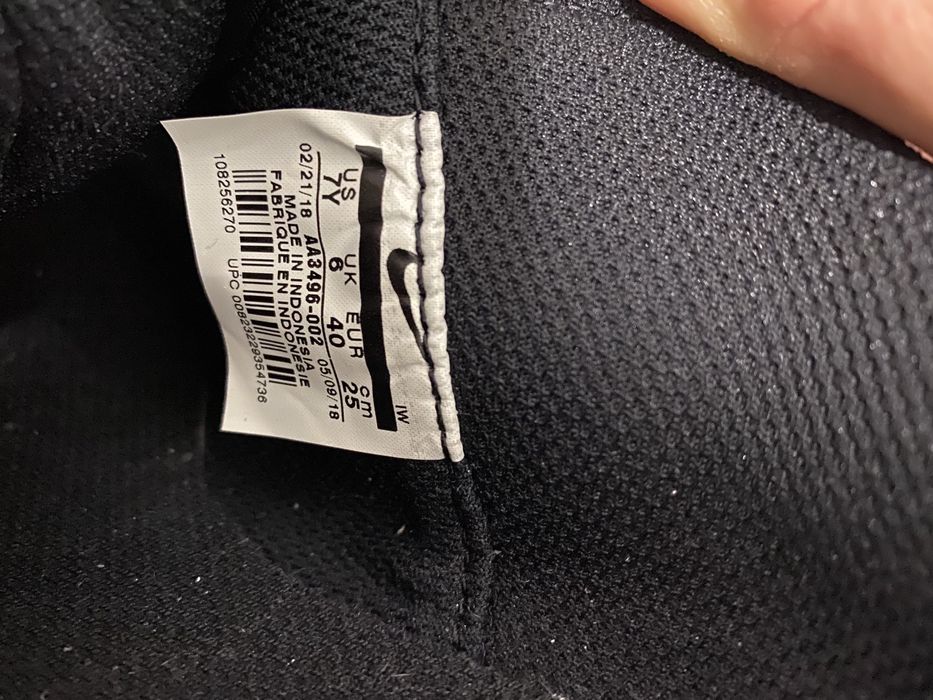 IW
US UK EUR cm
7Y 6 40 25
02/21/18 AA3496-002 05/09/18
MADE IN INDONESIA
FABRIQUE EN INDONESIE
108256270 UPC 00823229354736